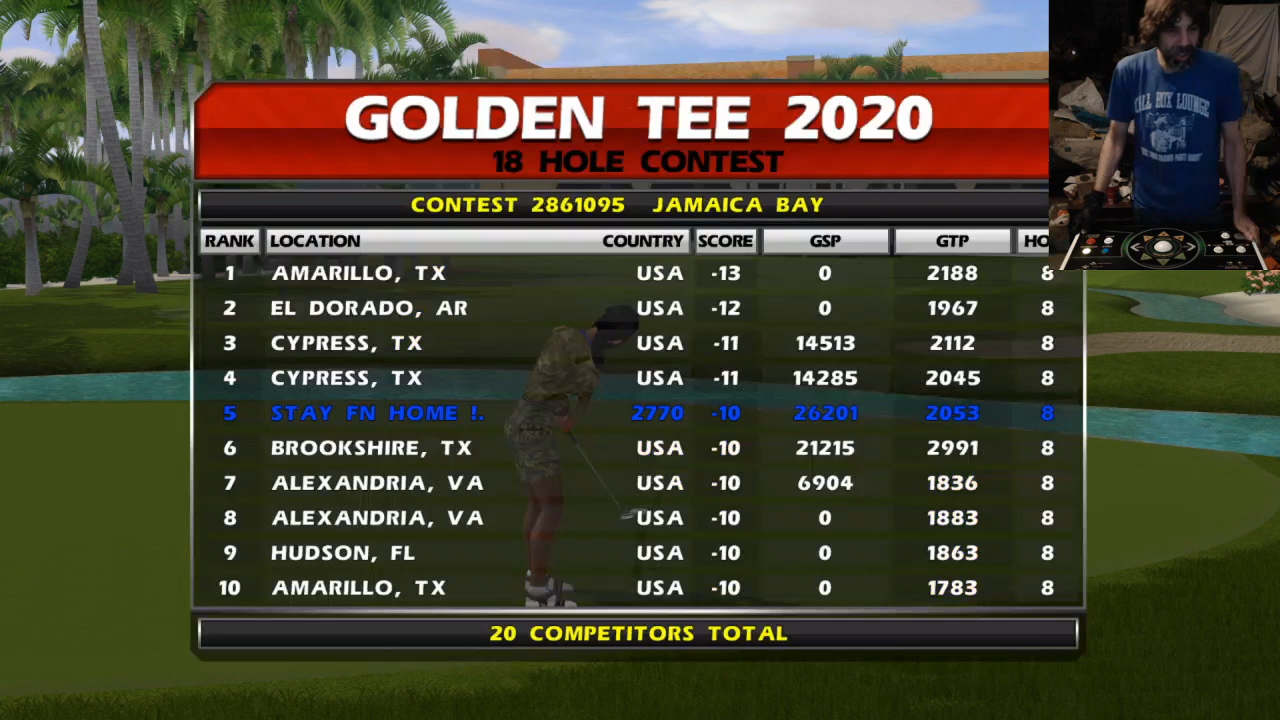 GOLDEN TEE 2020
18 HOLE CONTEST
CONTEST 2861095 JAMAICA BAY
RANK LOCATION COUNTRY SCORE GSP GTP HO
1 AMARILLO, TX USA -13 0 2188 8
2 EL DORADO, AR USA -12 0 1967 8
3 CYPRESS, TX USA -11 14513 2112 8
4 CYPRESS, TX USA -11 14285 2045 8
5 STAY FN HOME !. 2770 -10 26201 2053 8
6 BROOKSHIRE, TX USA -10 21215 2991 8
7 ALEXANDRIA, VA USA -10 6904 1836 8
8 ALEXANDRIA, VA USA -10 0 1883 8
9 HUDSON, FL USA -10 0 1863 8
10 AMARILLO, TX USA -10 0 1783 8
20 COMPETITORS TOTAL
LOUNGE